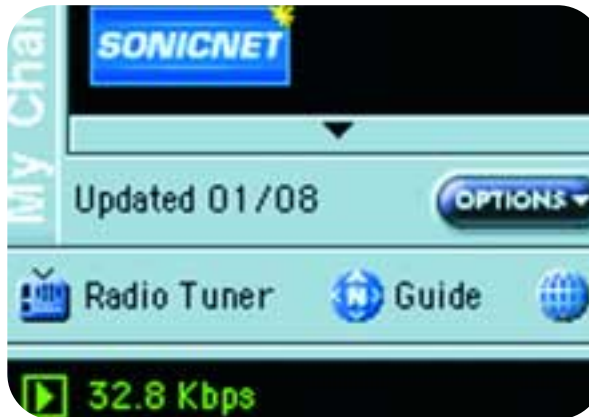 My Cha
SONICNET
Updated 01/08
OPTIONS
Radio Tuner
Guide
32.8 Kbps